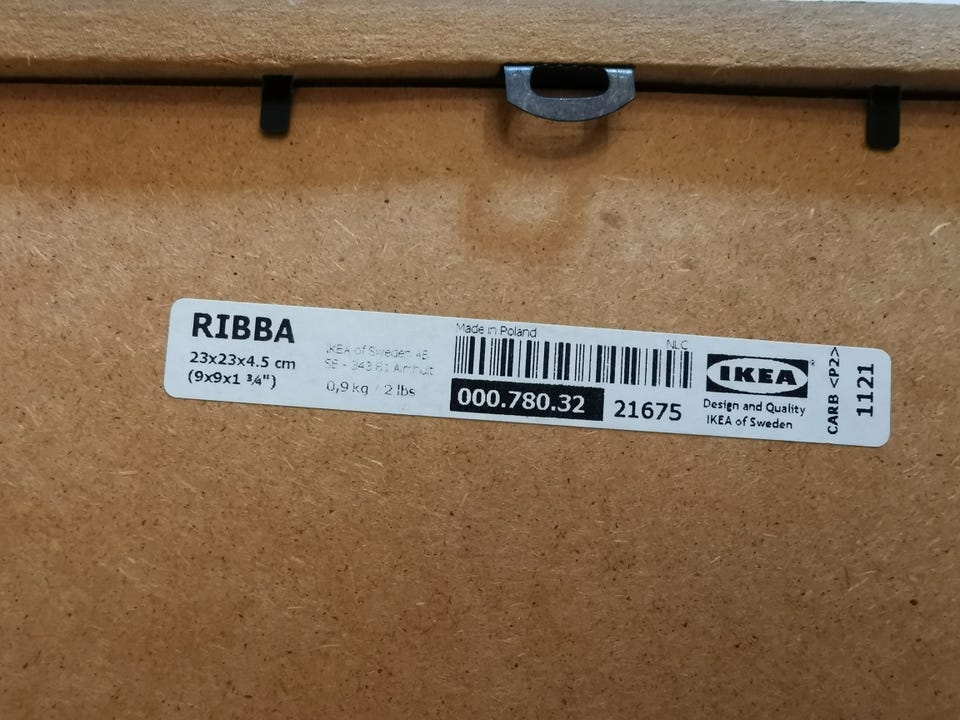 RIBBA
23x23x4.5 cm
(9x9x1 ¾")
IKEA of Sweden AB
SE - 343 81 Älmhult
0,9 kg / 2 lbs
Made in Poland
NLC
000.780.32 21675
IKEA®
Design and Quality
IKEA of Sweden
CARB <P2>
1121